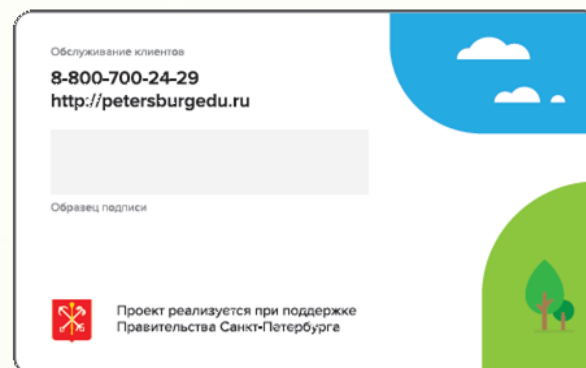 Обслуживание клиентов
8-800-700-24-29
http://petersburgedu.ru
Образец подписи
Проект реализуется при поддержке
Правительства Санкт-Петербурга